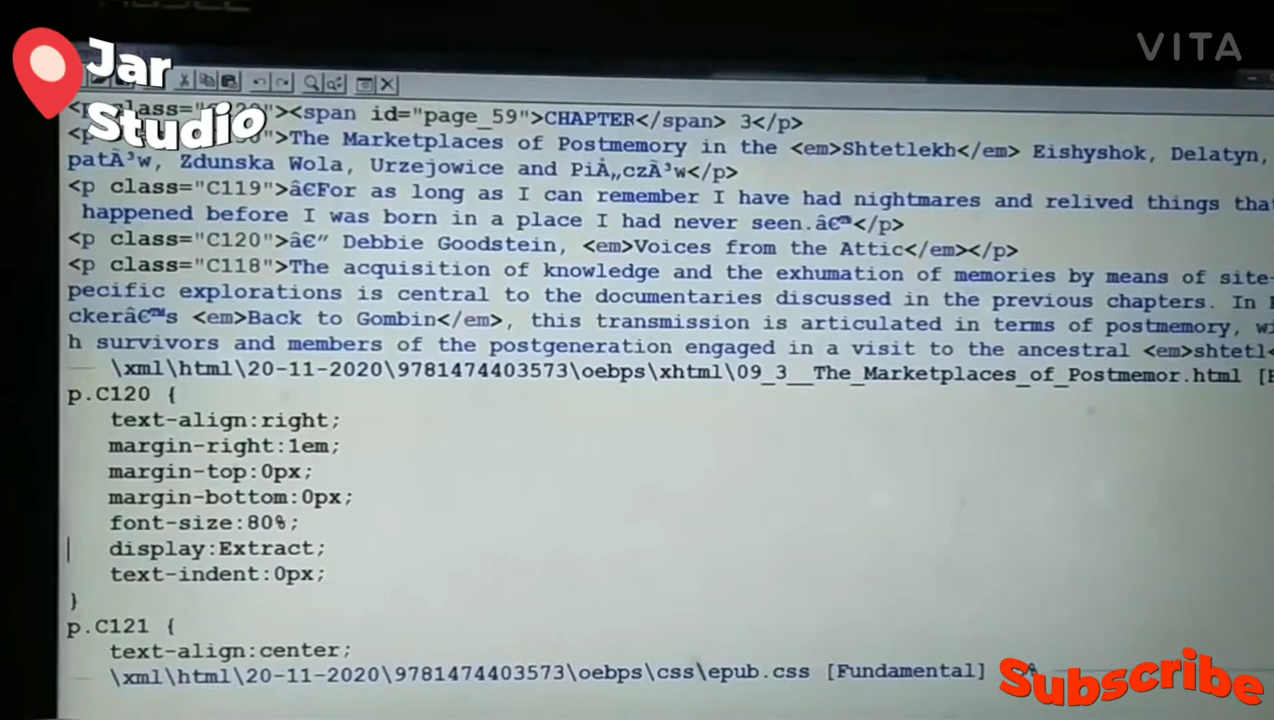 Jar
Studio
VITA
class="C120"><span id="page_59">CHAPTER</span> 3</p>
">The Marketplaces of Postmemory in the <em>Shtetlekh</em> Eishyshok, Delatyn,
patÃ³w, Zdunska Wola, Urzejowice and PiÅ„czÃ³w</p>
<p class="C119">â€For as long as I can remember I have had nightmares and relived things that
happened before I was born in a place I had never seen.â€™</p>
<p class="C120">â€” Debbie Goodstein, <em>Voices from the Attic</em></p>
<p class="C118">The acquisition of knowledge and the exhumation of memories by means of site-
pecific explorations is central to the documentaries discussed in the previous chapters. In
ckerâ€™s <em>Back to Gombin</em>, this transmission is articulated in terms of postmemory, wi
h survivors and members of the postgeneration engaged in a visit to the ancestral <em>shtetl<
\xml\html\20-11-2020\9781474403573\oebps\xhtml\09_3__The_Marketplaces_of_Postmemor.html
p.C120 {
text-align:right;
margin-right:1em;
margin-top:0px;
margin-bottom:0px;
font-size:80%;
display:Extract;
text-indent:0px;
}
p.C121 {
text-align:center;
\xml\html\20-11-2020\9781474403573\oebps\css\epub.css [Fundamental]
Subscribe